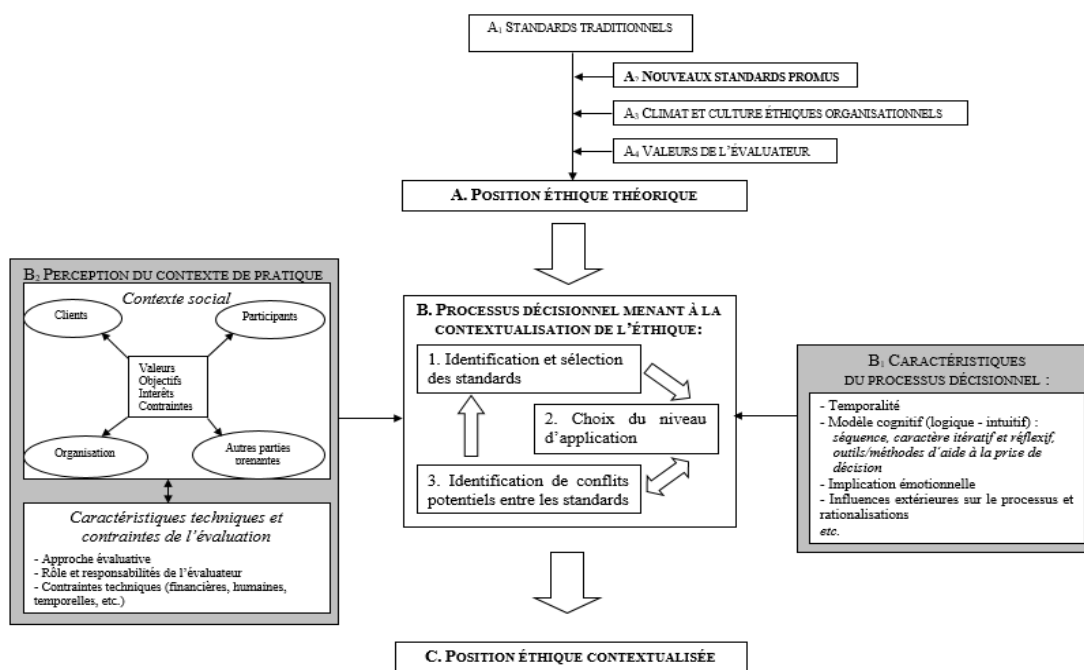 A₁ STANDARDS TRADITIONNELS
A₂ NOUVEAUX STANDARDS PROMUS
A₃ CLIMAT ET CULTURE ÉTHIQUES ORGANISATIONNELS
A₄ VALEURS DE L'ÉVALUATEUR
A. POSITION ÉTHIQUE THÉORIQUE
B₂ PERCEPTION DU CONTEXTE DE PRATIQUE
Contexte social
Clients
Participants
Valeurs
Objectifs
Intérêts
Contraintes
Organisation
Autres parties
prenantes
Caractéristiques techniques et
contraintes de l'évaluation
- Approche évaluative
- Rôle et responsabilités de l'évaluateur
- Contraintes techniques (financières, humaines,
temporelles, etc.)
B. PROCESSUS DÉCISIONNEL MENANT À LA
CONTEXTUALISATION DE L'ÉTHIQUE:
1. Identification et sélection
des standards
2. Choix du niveau
d'application
3. Identification de conflits
potentiels entre les standards
B₁ CARACTÉRISTIQUES
DU PROCESSUS DÉCISIONNEL :
- Temporalité
- Modèle cognitif (logique - intuitif) :
séquence, caractère itératif et réflexif,
outils/méthodes d'aide à la prise de
décision
- Implication émotionnelle
- Influences extérieures sur le processus et
rationalisations
etc.
C. POSITION ÉTHIQUE CONTEXTUALISÉE